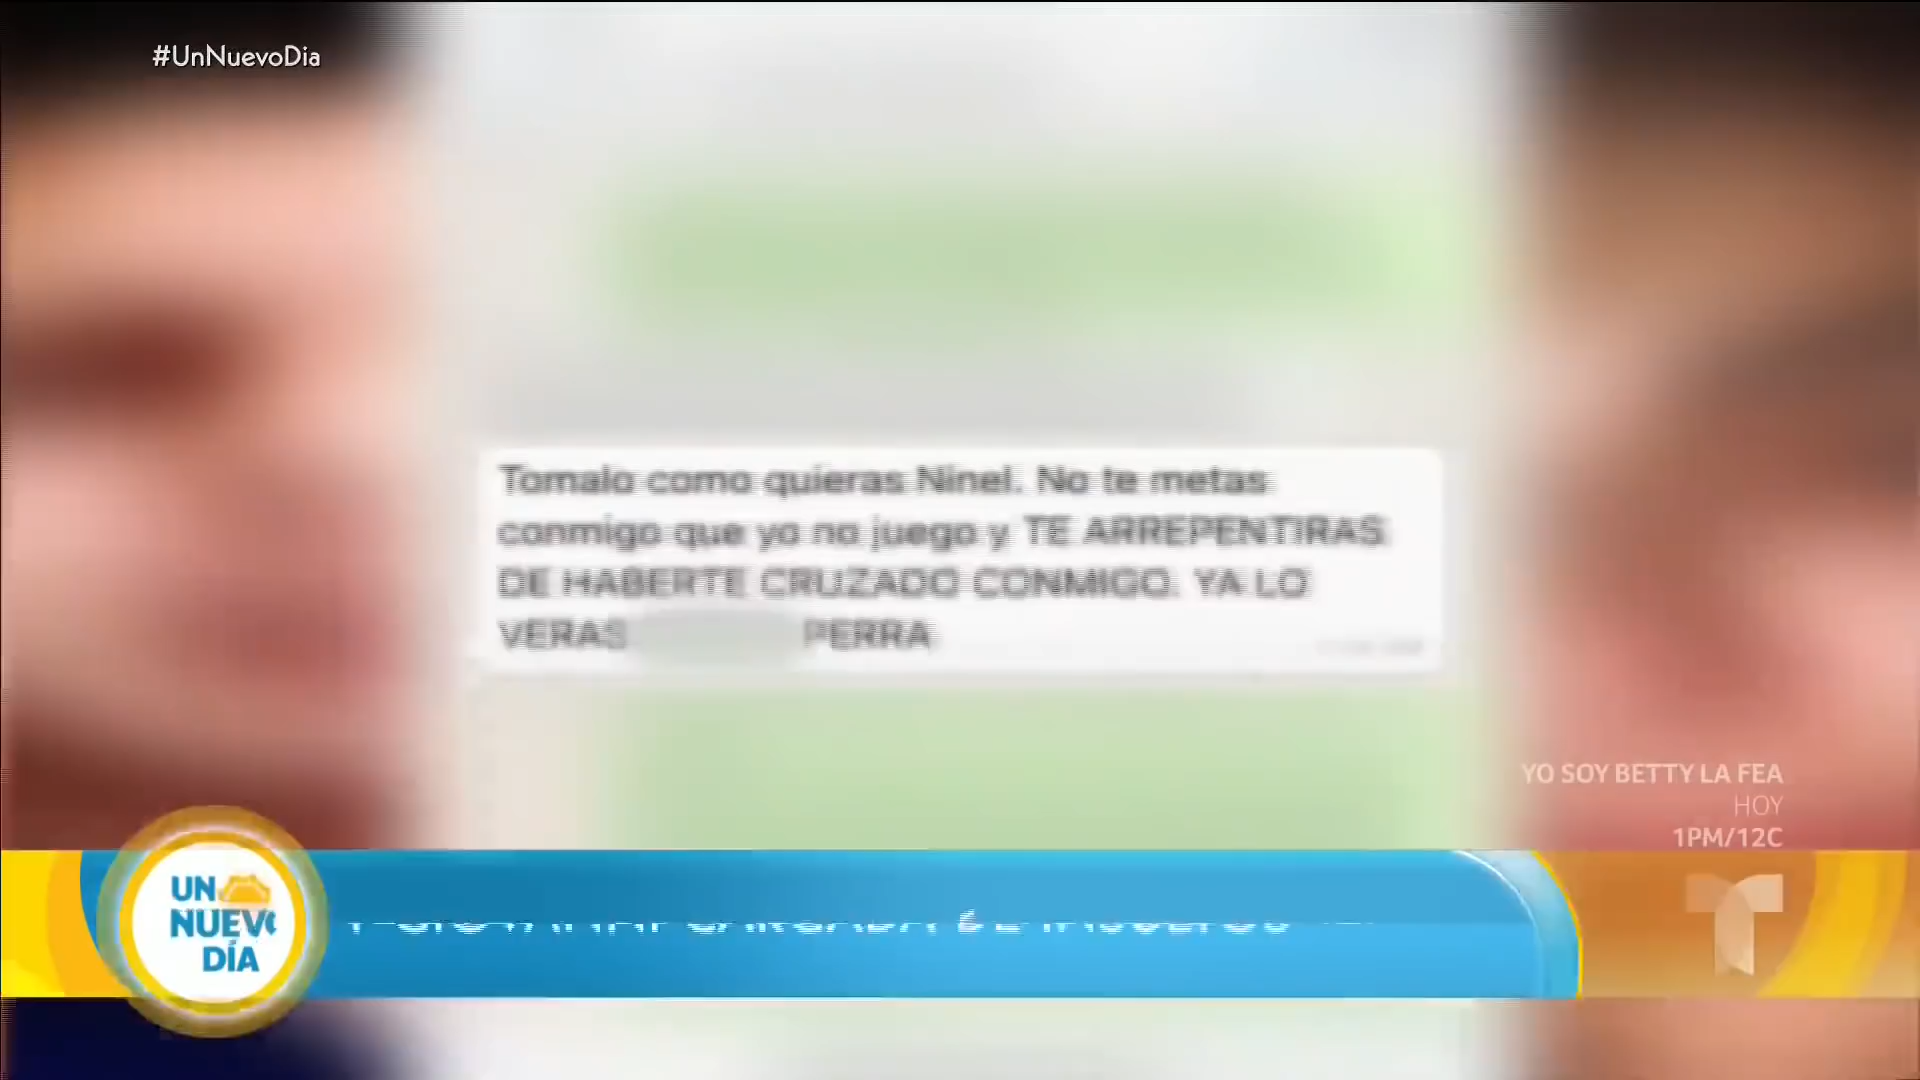 #UnNuevoDia
Tomalo como quieras Ninel. No te metas
conmigo que yo no juego y TE ARREPENTIRAS
DE HABERTE CRUZADO CONMIGO. YA LO
VERAS PERRA
YO SOY BETTY LA FEA
HOY
1PM/12C
UN
NUEVO
DÍA